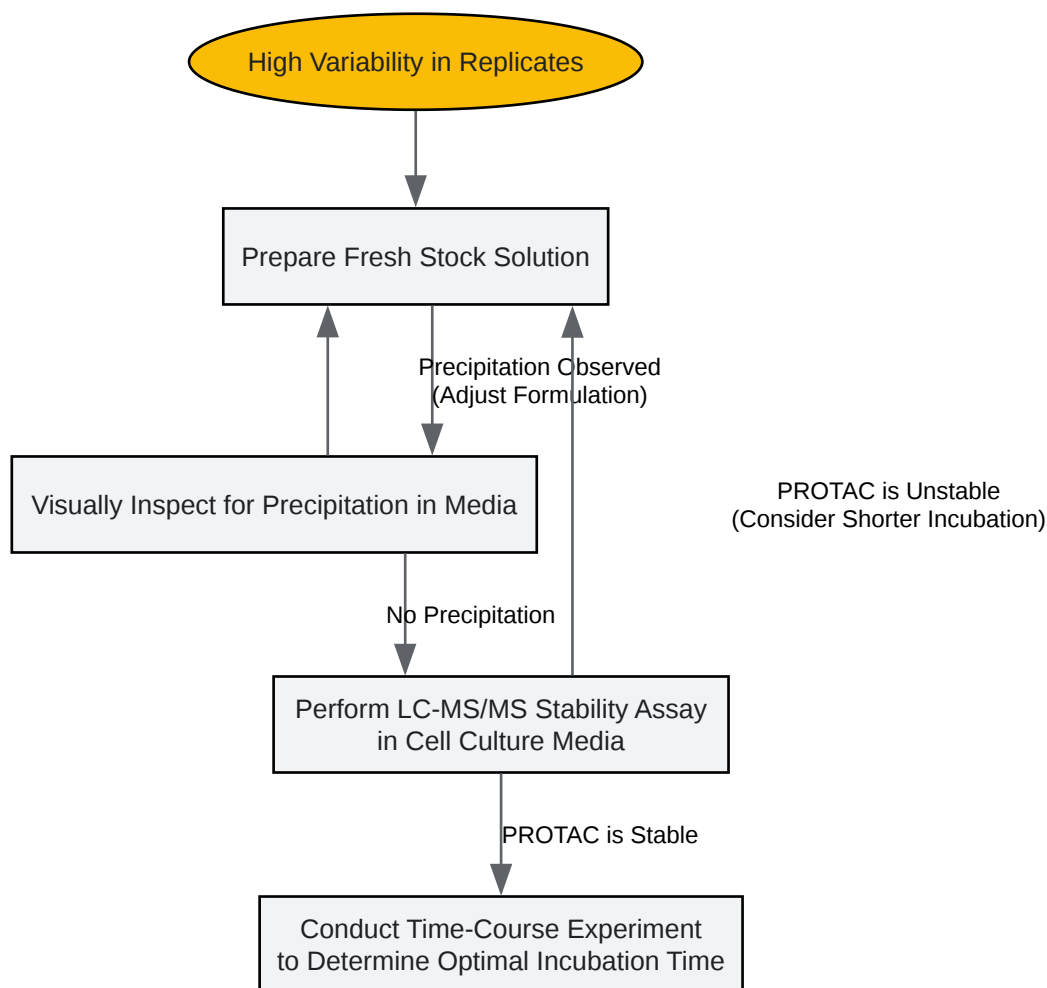 High Variability in Replicates
Prepare Fresh Stock Solution
Precipitation Observed
(Adjust Formulation)
Visually Inspect for Precipitation in Media
PROTAC is Unstable
(Consider Shorter Incubation)
No Precipitation
Perform LC-MS/MS Stability Assay
in Cell Culture Media
PROTAC is Stable
Conduct Time-Course Experiment
to Determine Optimal Incubation Time